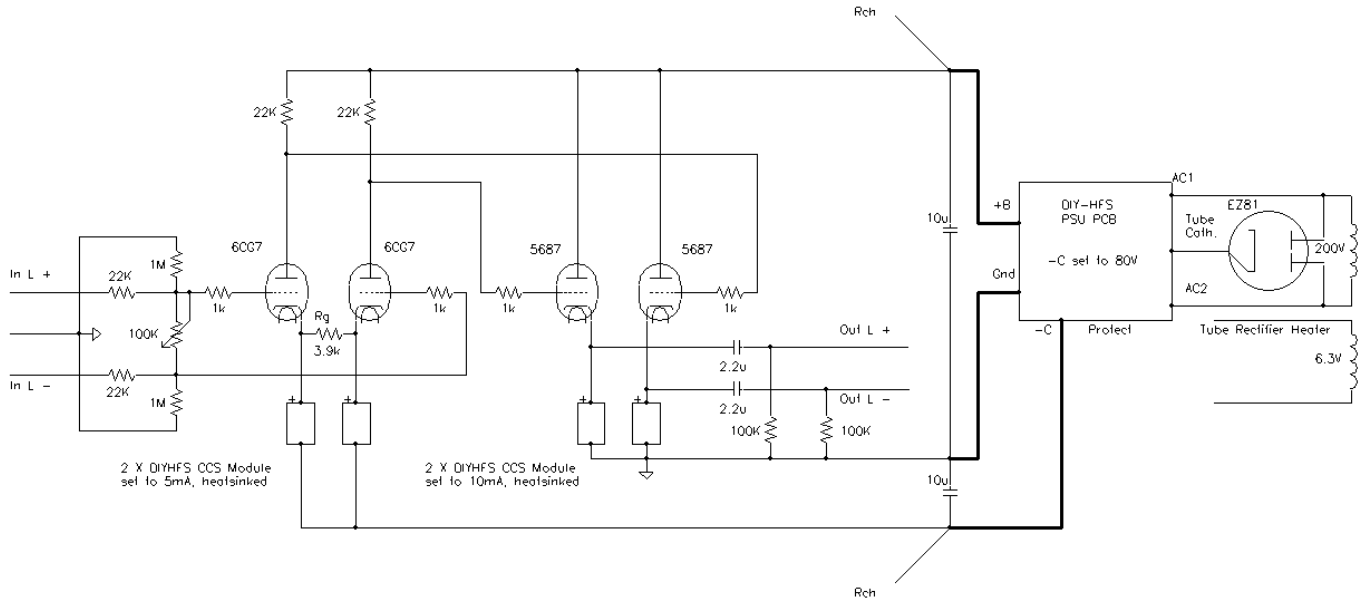 Rch
22K
22K
+B
DIY-HFS
PSU PCB
AC1
EZ81
Tube
Cath.
200V
10u
6CG7
6CG7
5687
5687
-C set to 80V
In L +
1M
22K
Gnd
AC2
1k
1k
1k
1k
Rg
3.9k
100K
Out L +
-C
Protect
Tube Rectifier Heater
6.3V
2.2u
In L -
22K
1M
Out L -
2.2u
+
+
+
+
100K
100K
2 X DIYHFS CCS Module
set to 5mA, heatsinked
2 X DIYHFS CCS Module
set to 10mA, heatsinked
10u
Rch